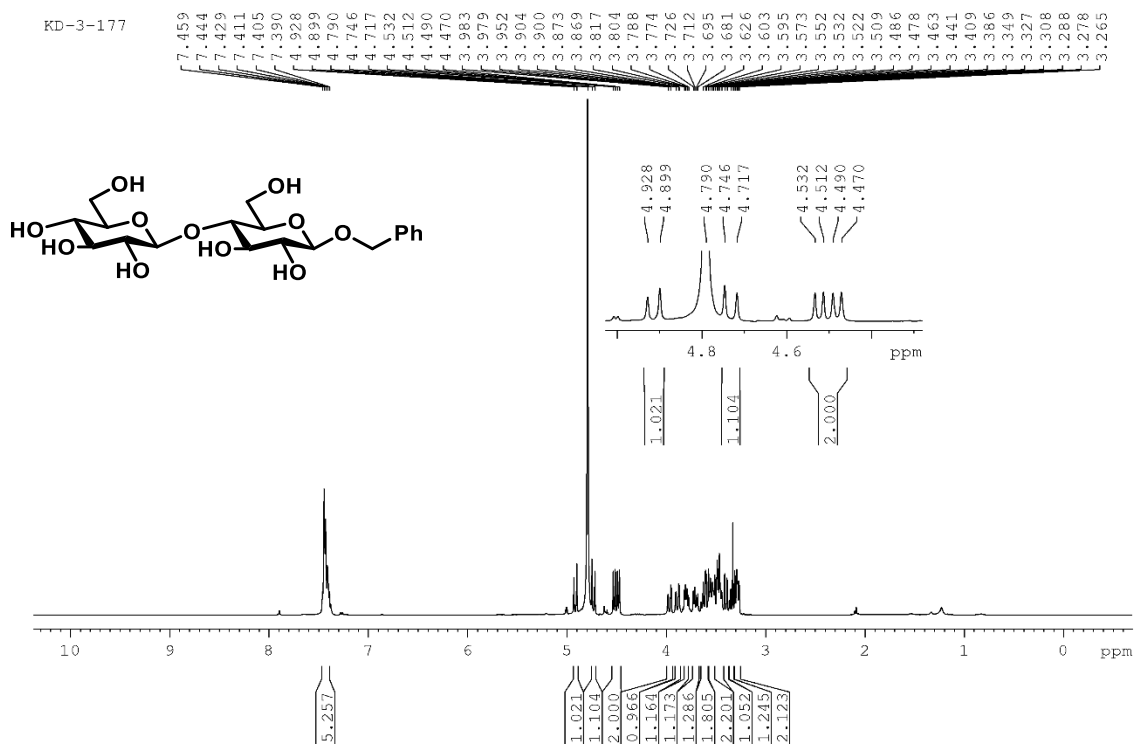 KD-3-177
7.459 7.444 7.429 7.411 7.405 7.390 4.928 4.899 4.790 4.746 4.717 4.532 4.512 4.490 4.470 3.983 3.979 3.952 3.904 3.900 3.873 3.869 3.817 3.804 3.788 3.774 3.726 3.712 3.695 3.681 3.626 3.603 3.595 3.573 3.552 3.532 3.522 3.509 3.486 3.478 3.463 3.441 3.409 3.386 3.349 3.327 3.308 3.288 3.278 3.265
4.928 4.899 4.790 4.746 4.717 4.532 4.512 4.490 4.470
OH OH
HO O O O O Ph
HO HO
OH OH
4.8 4.6 ppm
1.021 1.104 2.000
10 9 8 7 6 5 4 3 2 1 0 ppm
5.257 1.021 1.104 2.000 0.966 1.164 1.173 1.286 1.805 2.201 1.052 1.245 2.123